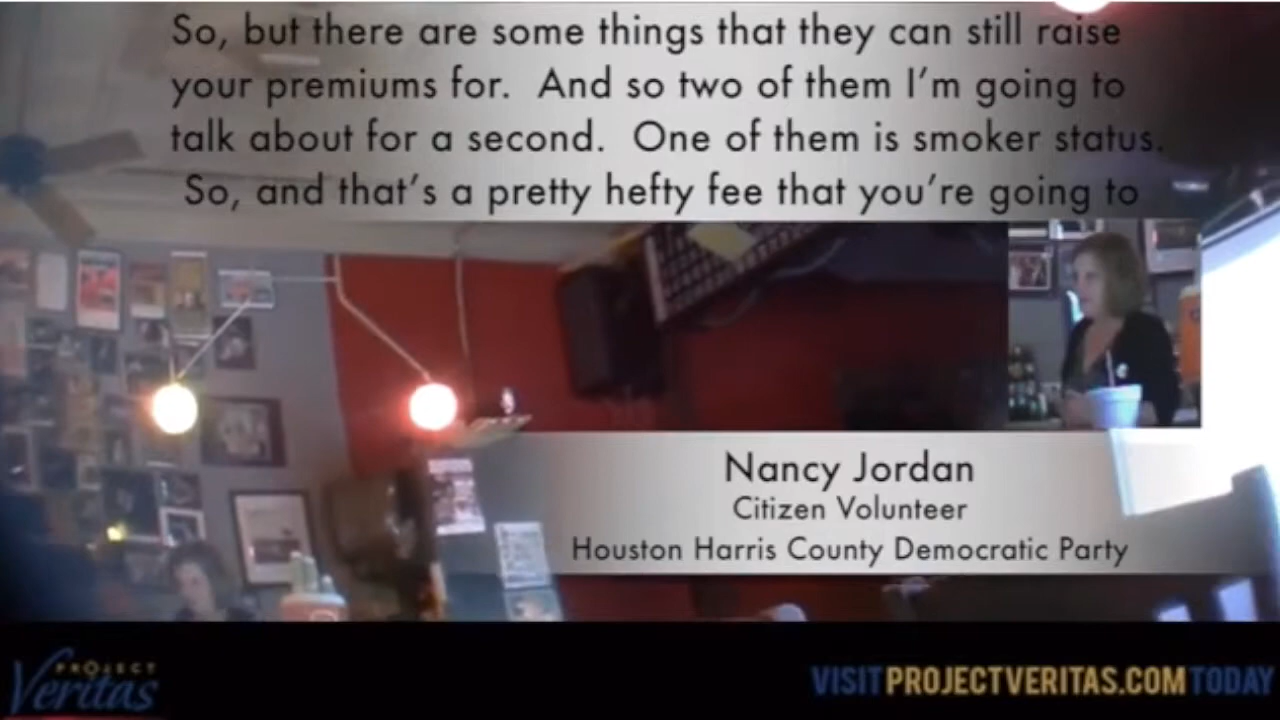 So, but there are some things that they can still raise
your premiums for. And so two of them I'm going to
talk about for a second. One of them is smoker status.
So, and that's a pretty hefty fee that you're going to
Nancy Jordan
Citizen Volunteer
Houston Harris County Democratic Party
PROJECT
Veritas
VISIT PROJECTVERITAS.COM TODAY